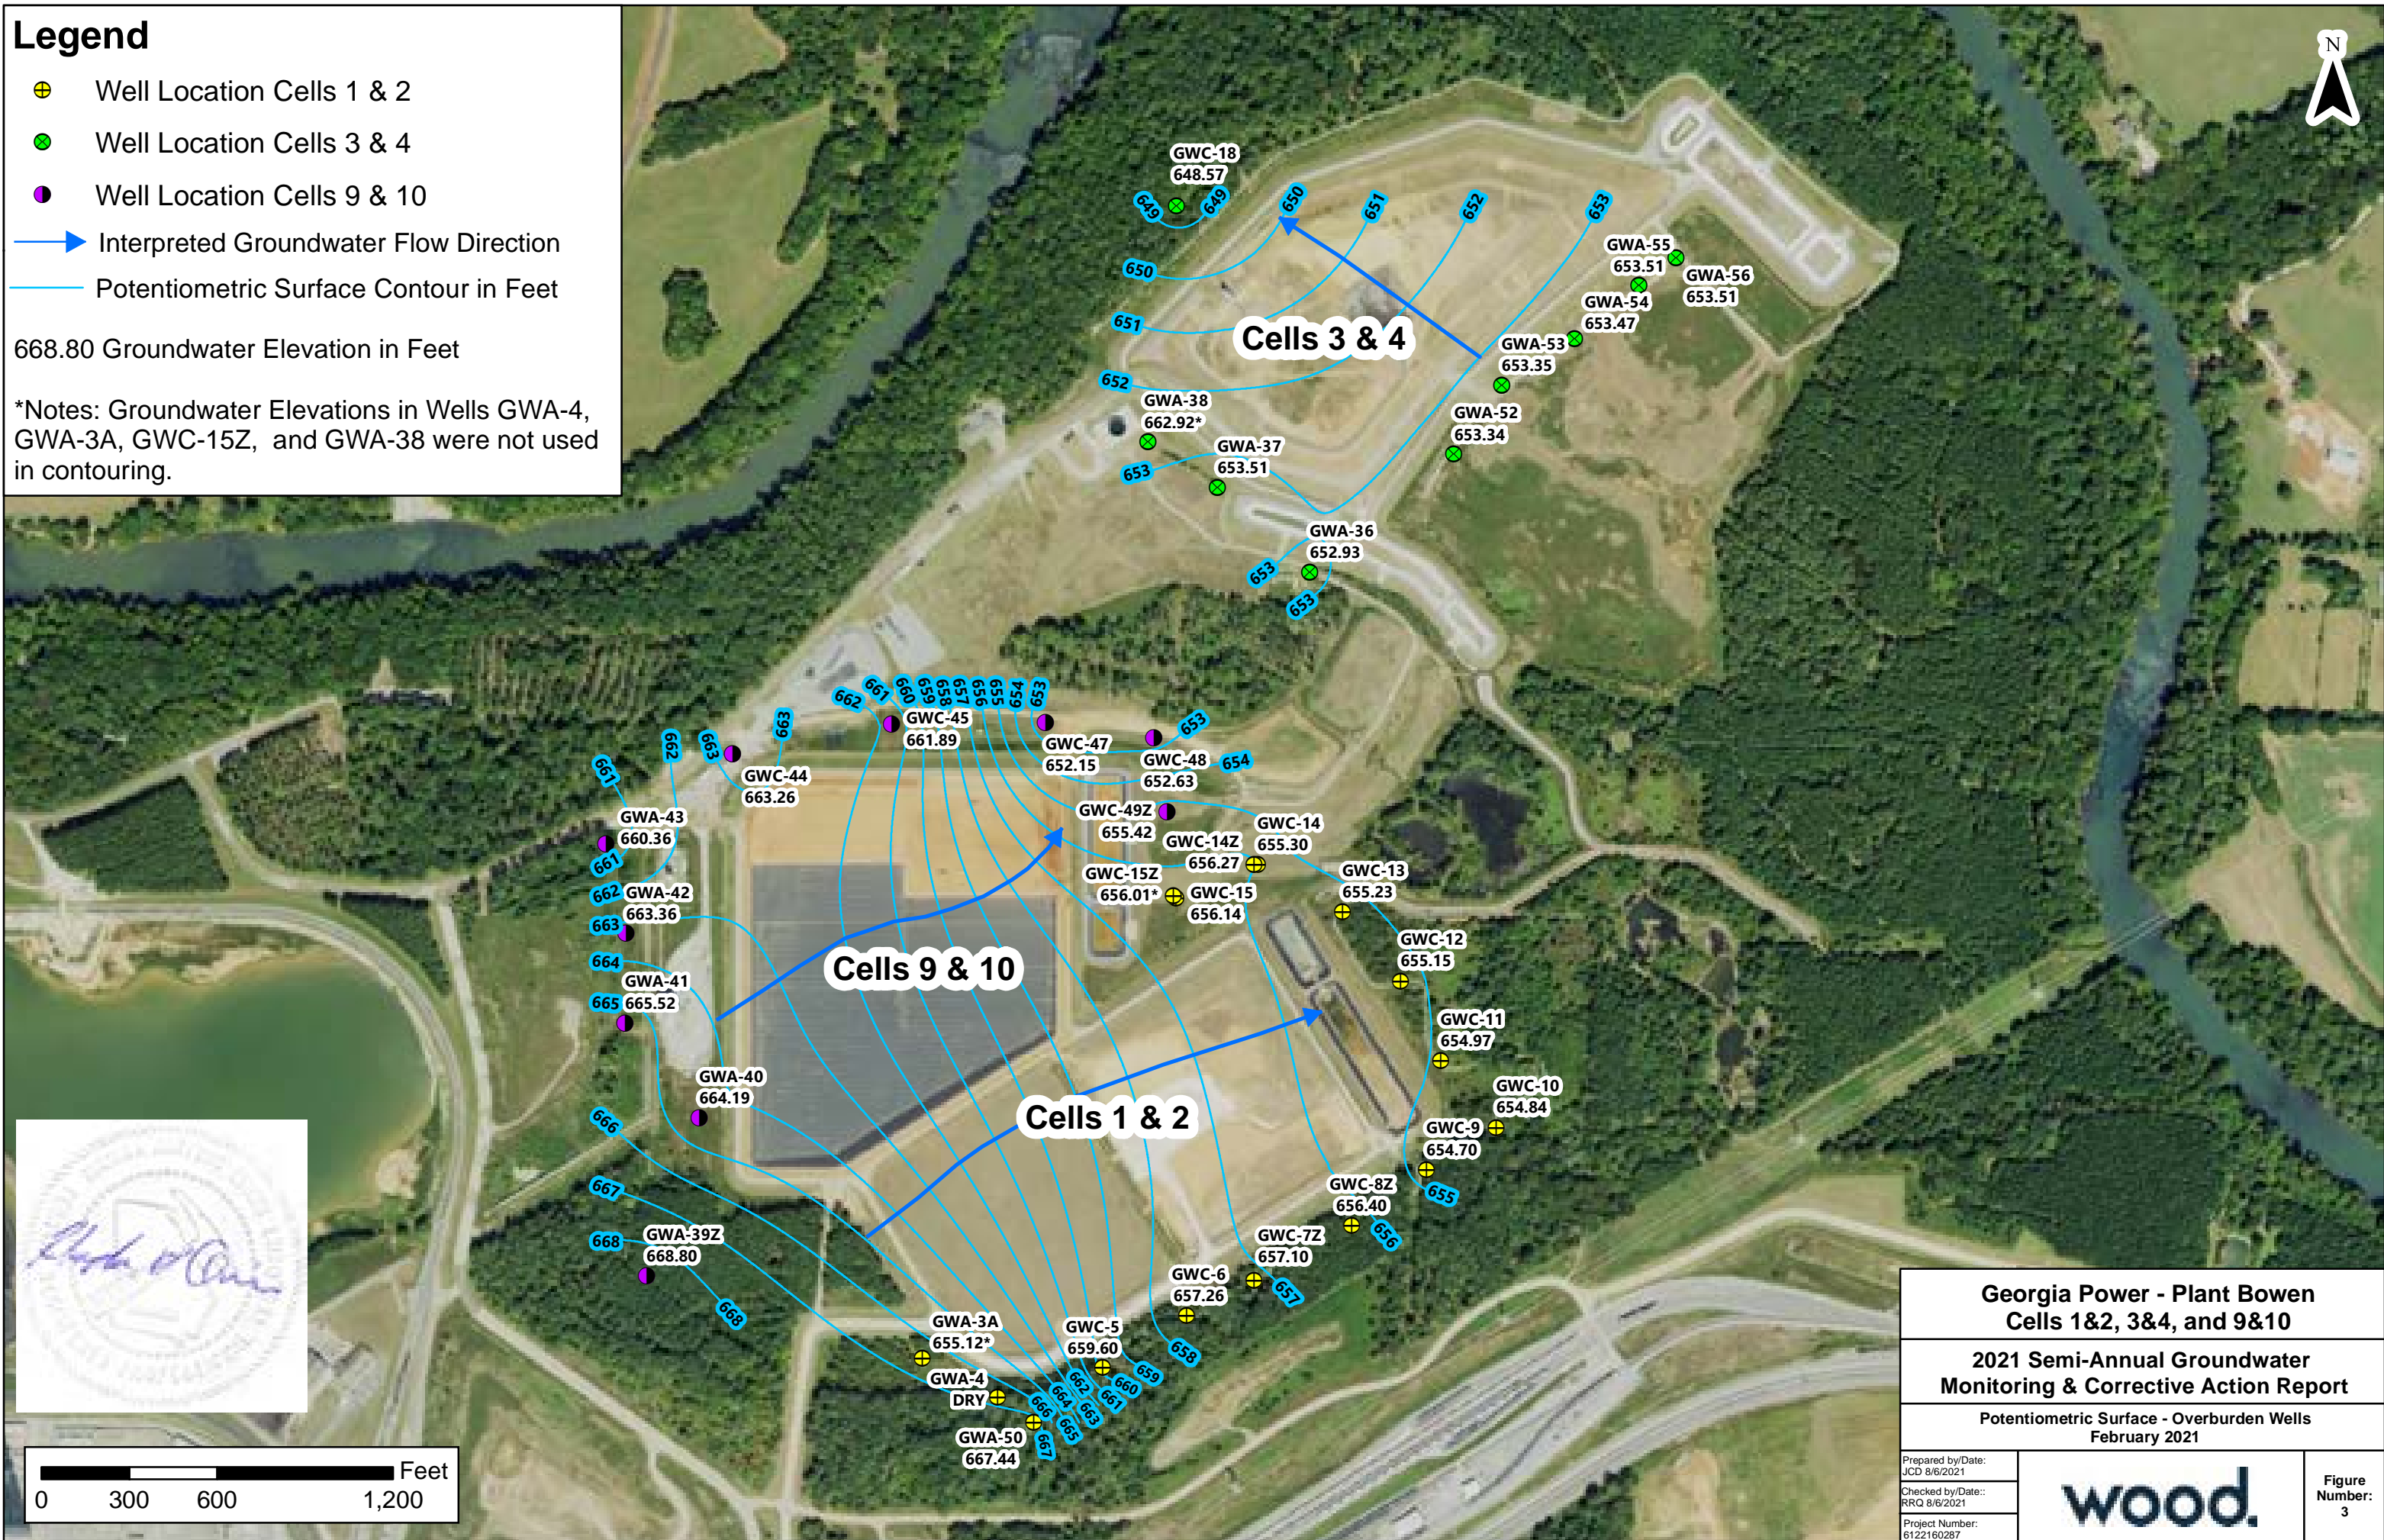 Legend
Well Location Cells 1 & 2
Well Location Cells 3 & 4
Well Location Cells 9 & 10
Interpreted Groundwater Flow Direction
Potentiometric Surface Contour in Feet
668.80 Groundwater Elevation in Feet
*Notes: Groundwater Elevations in Wells GWA-4,
GWA-3A, GWC-15Z, and GWA-38 were not used
in contouring.
N
GWC-18
648.57
649
649
650
651
652
653
650
651
652
653
Cells 3 & 4
GWA-55
653.51
GWA-56
653.51
GWA-54
653.47
GWA-53
653.35
GWA-52
653.34
GWA-38
662.92*
GWA-37
653.51
GWA-36
652.93
653
653
662
661
660
659
658
657
656
655
654
653
653
654
GWC-45
661.89
GWC-47
652.15
GWC-48
652.63
663
663
662
661
GWC-44
663.26
GWA-43
660.36
661
662
GWA-42
663.36
663
664
GWA-41
665.52
665
GWC-49Z
655.42
GWC-14
655.30
GWC-14Z
656.27
GWC-15Z
656.01*
GWC-15
656.14
GWC-13
655.23
GWC-12
655.15
Cells 9 & 10
GWC-11
654.97
GWC-10
654.84
GWC-9
654.70
655
GWA-40
664.19
Cells 1 & 2
666
667
668
GWA-39Z
668.80
668
GWC-8Z
656.40
656
GWC-7Z
657.10
657
GWC-6
657.26
658
GWA-3A
655.12*
GWC-5
659.60
659
660
661
662
663
664
665
666
667
GWA-4
DRY
GWA-50
667.44
Feet
0 300 600 1,200
Georgia Power - Plant Bowen
Cells 1&2, 3&4, and 9&10
2021 Semi-Annual Groundwater
Monitoring & Corrective Action Report
Potentiometric Surface - Overburden Wells
February 2021
Prepared by/Date:
JCD 8/6/2021
Checked by/Date::
RRQ 8/6/2021
Project Number:
6122160287
wood.
Figure
Number:
3